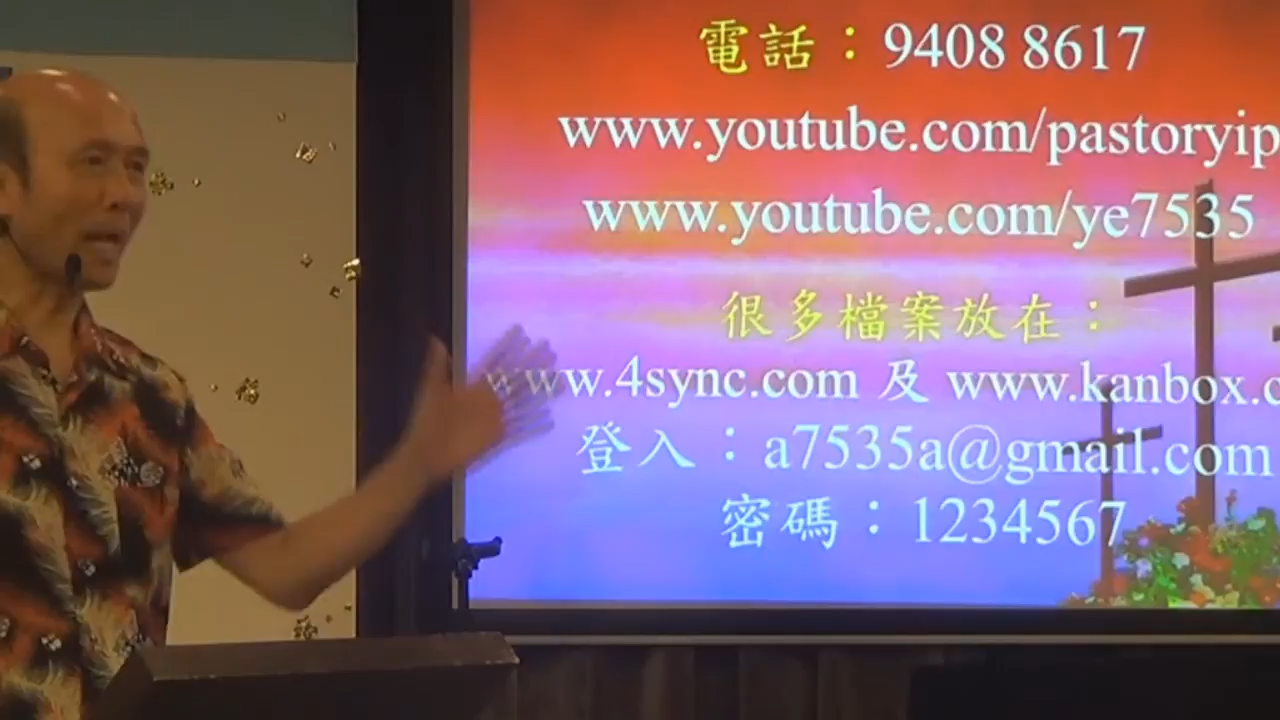 電話：9408 8617
www.youtube.com/pastoryip
www.youtube.com/ye7535
很多檔案放在：
www.4sync.com 及 www.kanbox.c
登入：a7535a@gmail.com
密碼：1234567